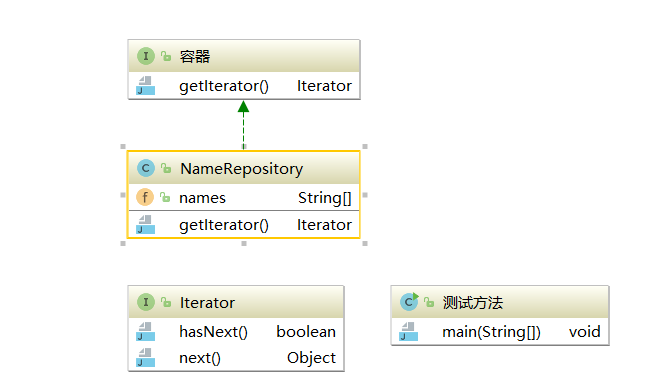 I 容器
getIterator() Iterator
C NameRepository
f names String[]
getIterator() Iterator
I Iterator
hasNext() boolean
next() Object
C 测试方法
main(String[]) void